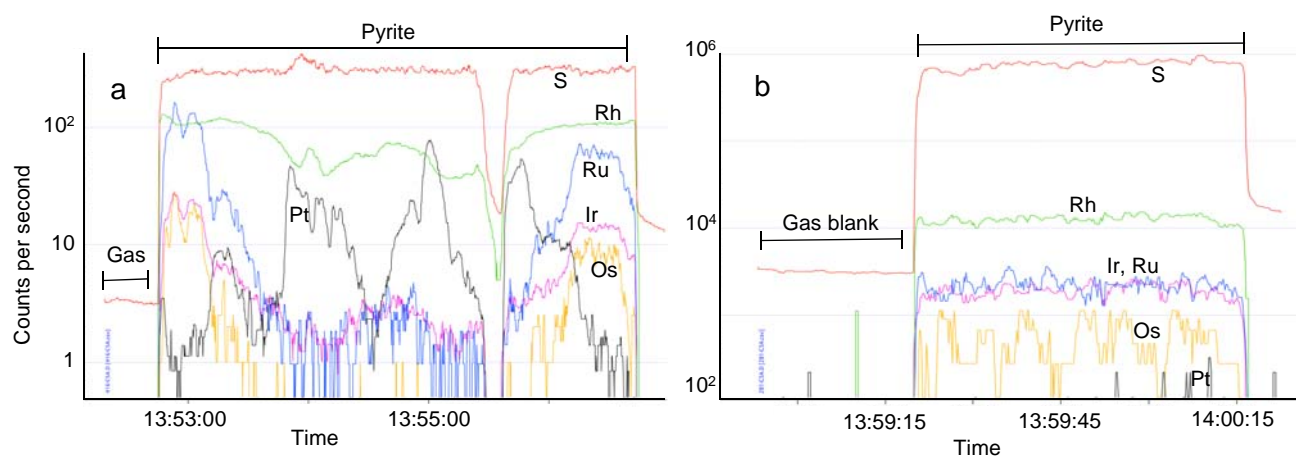 Pyrite
a
S
Rh
Ru
Pt
Ir
Os
Gas
10²
10
1
Counts per second
13:53:00
13:55:00
Time
Pyrite
b
S
Gas blank
Rh
Ir, Ru
Os
Pt
10⁶
10⁴
10²
13:59:15
13:59:45
14:00:15
Time